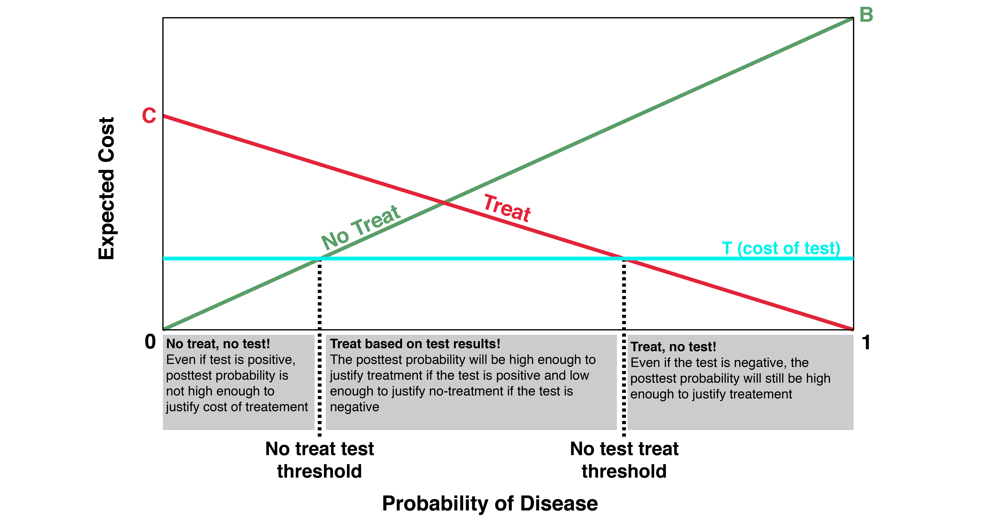 B
C
Expected Cost
No Treat
Treat
T (cost of test)
0
1
No treat, no test!
Even if test is positive,
posttest probability is
not high enough to
justify cost of treatement
Treat based on test results!
The posttest probability will be high enough to
justify treatment if the test is positive and low
enough to justify no-treatment if the test is
negative
Treat, no test!
Even if the test is negative, the
posttest probability will still be high
enough to justify treatement
No treat test
threshold
No test treat
threshold
Probability of Disease